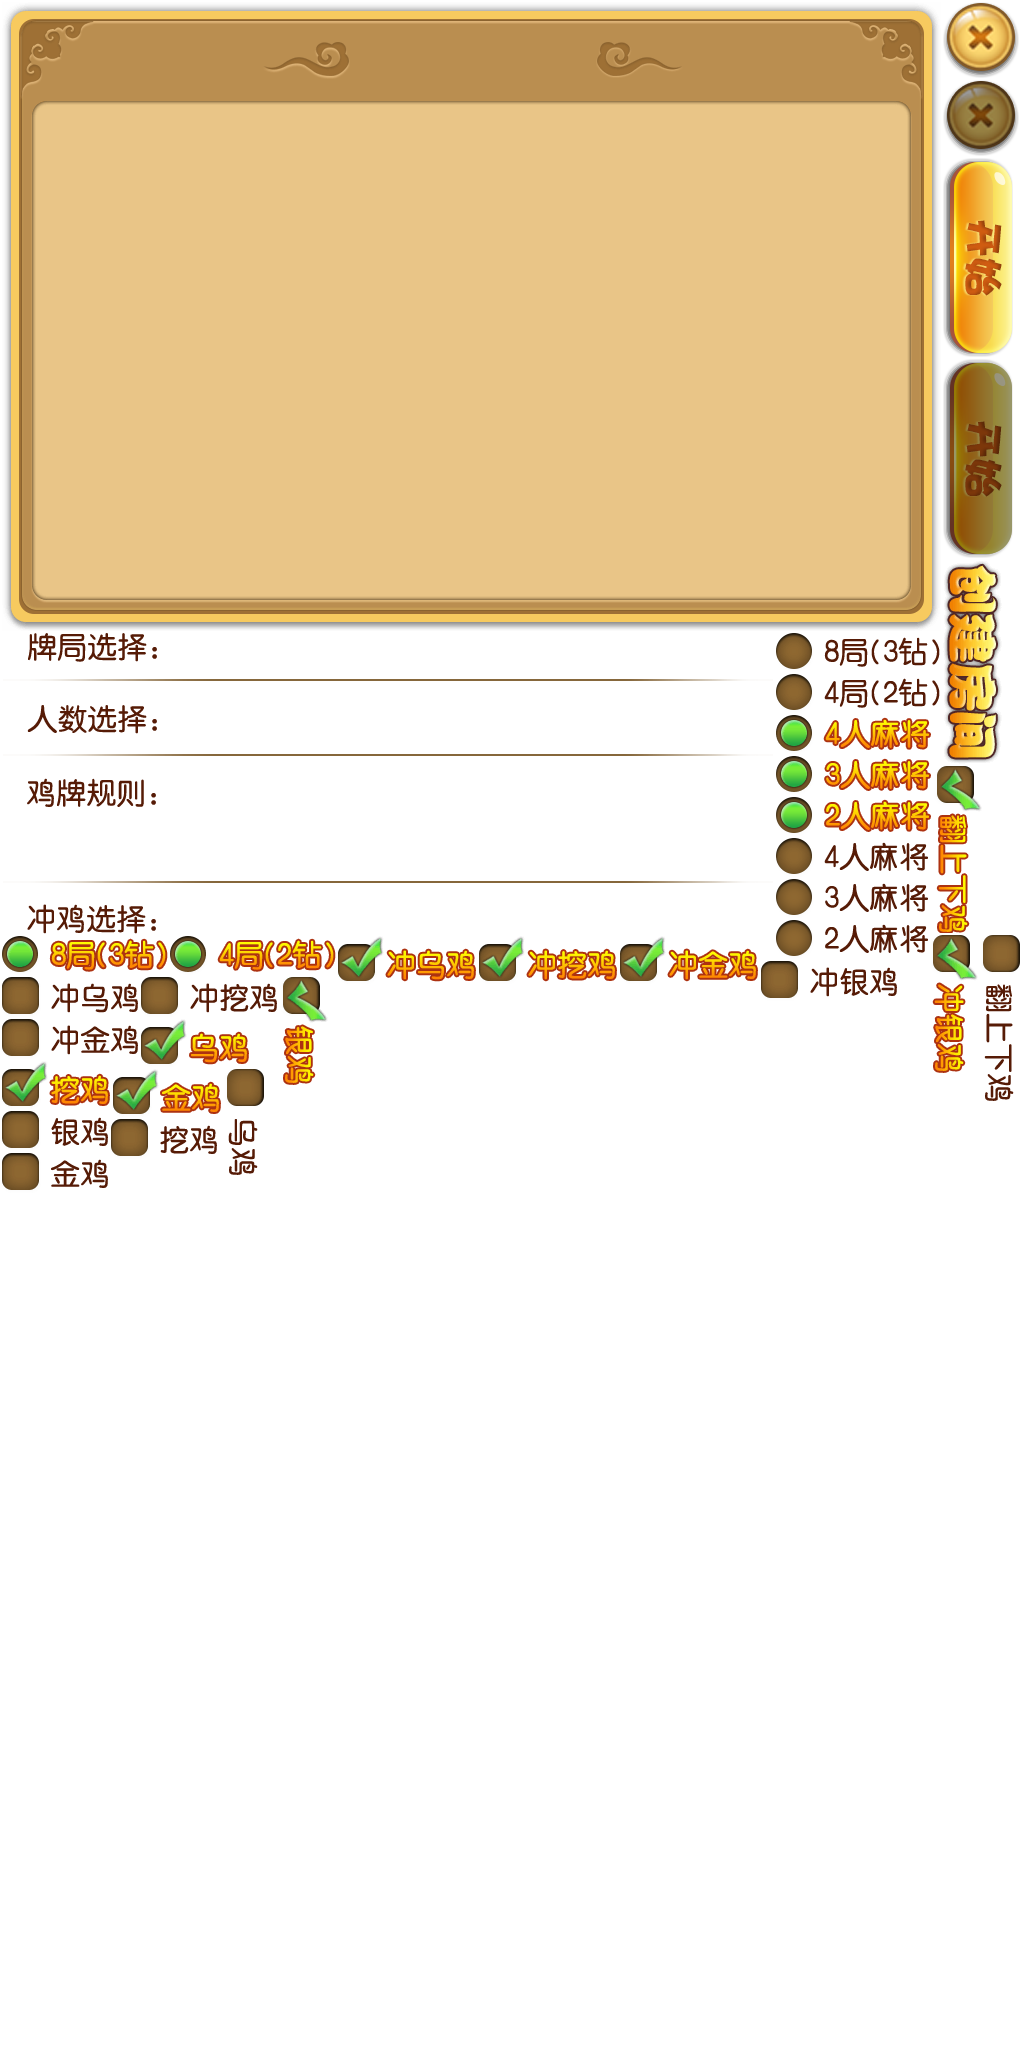 开始
开始
创建房间
牌局选择：
人数选择：
鸡牌规则：
冲鸡选择：
8局(3钻)
4局(2钻)
4人麻将
3人麻将
2人麻将
4人麻将
3人麻将
2人麻将
翻上下鸡
8局(3钻)
4局(2钻)
冲乌鸡
冲挖鸡
冲金鸡
冲银鸡
冲银鸡
翻上下鸡
冲乌鸡
冲挖鸡
银鸡
冲金鸡
乌鸡
挖鸡
金鸡
乌鸡
银鸡
挖鸡
金鸡